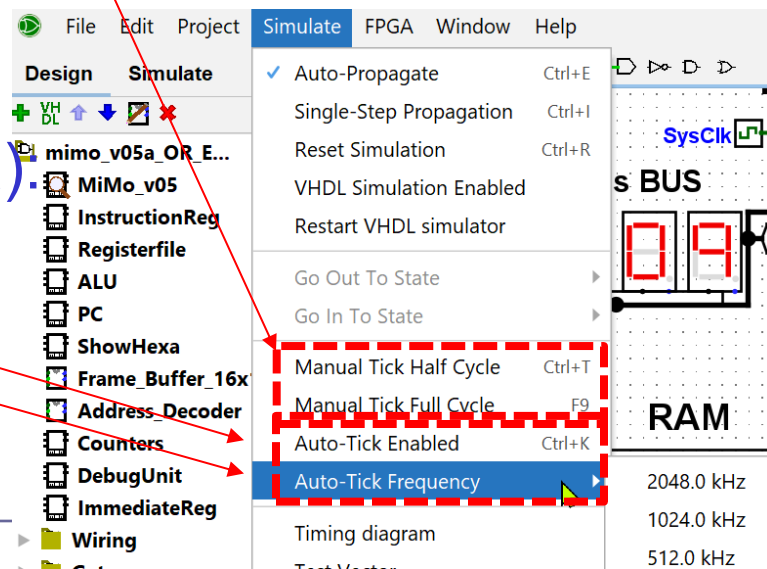 File Edit Project Simulate FPGA Window Help
Design Simulate
VH
DL
mimo_v05a_OR_E...
MiMo_v05
InstructionReg
Registerfile
ALU
PC
ShowHexa
Frame_Buffer_16x
Address_Decoder
Counters
DebugUnit
ImmediateReg
Wiring
).
Auto-Propagate Ctrl+E
Single-Step Propagation Ctrl+I
Reset Simulation Ctrl+R
VHDL Simulation Enabled
Restart VHDL simulator
Go Out To State
Go In To State
Manual Tick Half Cycle Ctrl+T
Manual Tick Full Cycle F9
Auto-Tick Enabled Ctrl+K
Auto-Tick Frequency
Timing diagram
2048.0 kHz
1024.0 kHz
512.0 kHz
SysClk
s BUS
09
RAM